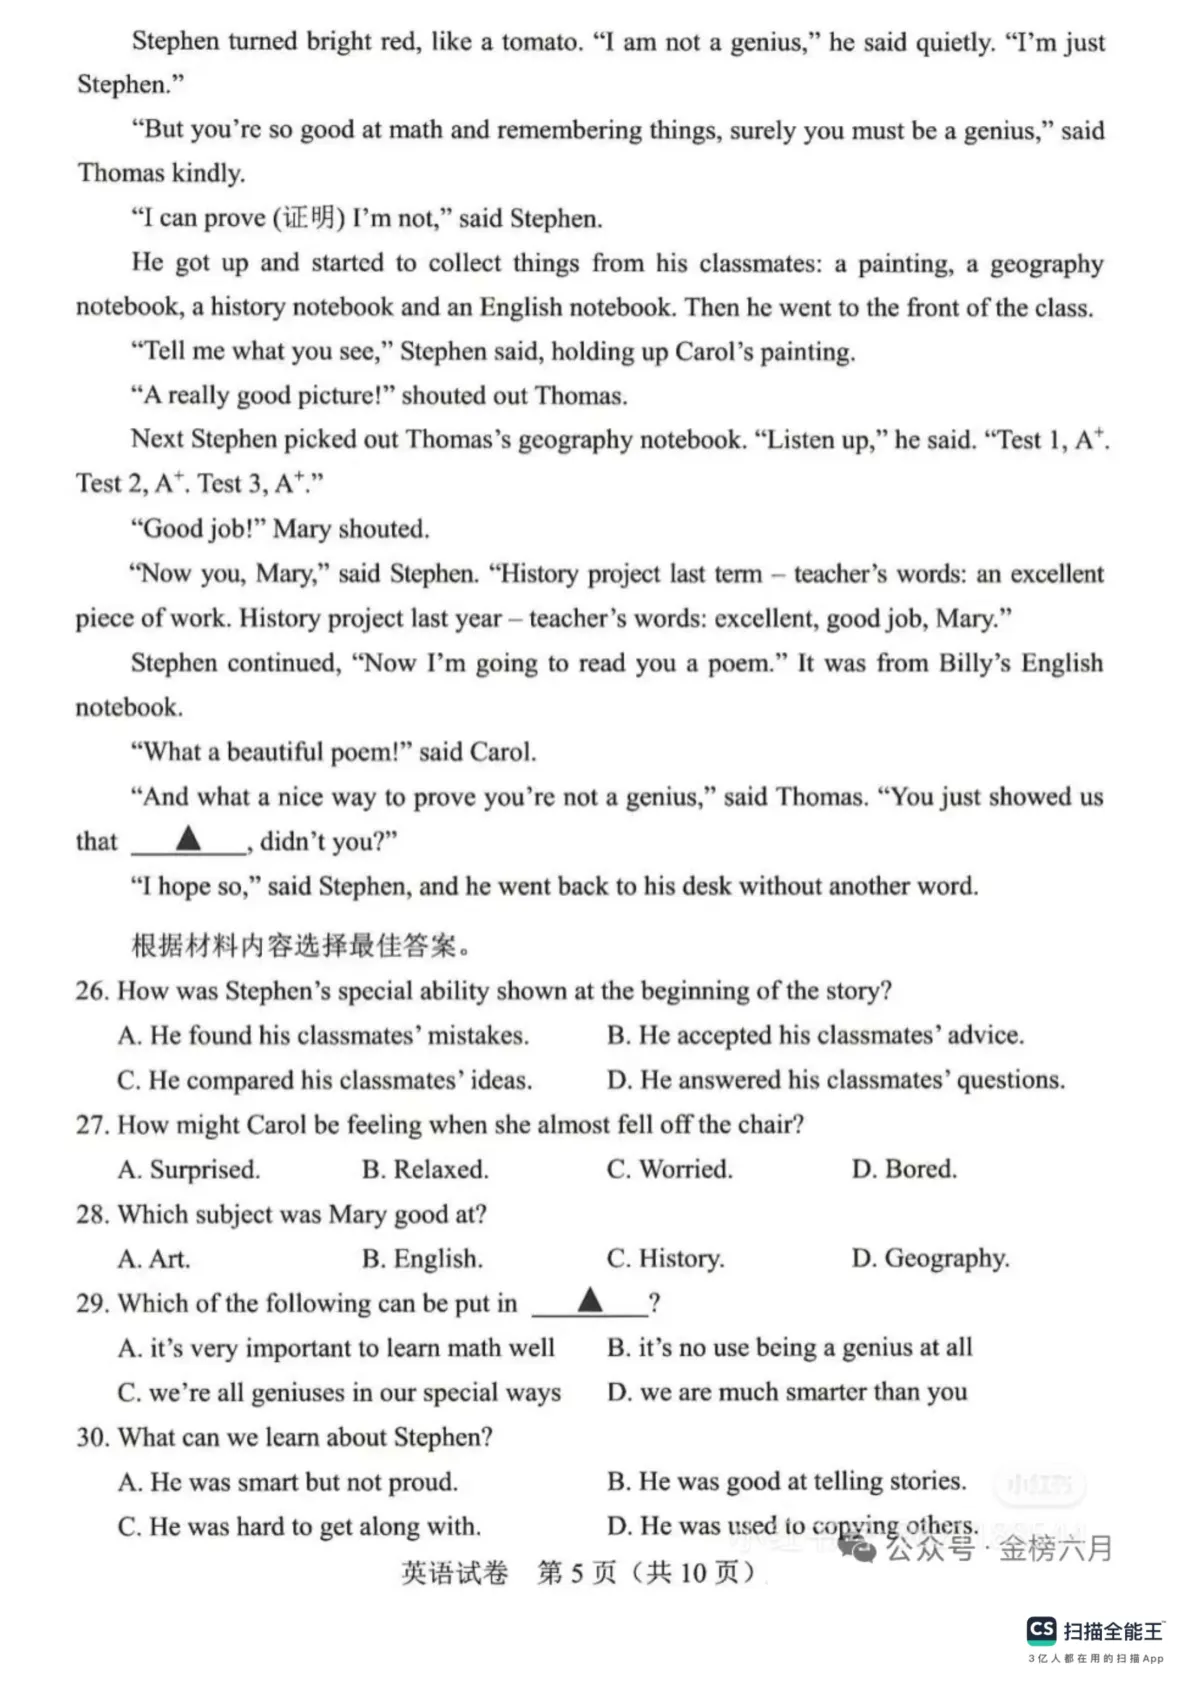 Stephen turned bright red, like a tomato. “I am not a genius,” he said quietly. “I’m just
Stephen.”
“But you’re so good at math and remembering things, surely you must be a genius,” said
Thomas kindly.
“I can prove (证明) I’m not,” said Stephen.
He got up and started to collect things from his classmates: a painting, a geography
notebook, a history notebook and an English notebook. Then he went to the front of the class.
“Tell me what you see,” Stephen said, holding up Carol’s painting.
“A really good picture!” shouted out Thomas.
Next Stephen picked out Thomas’s geography notebook. “Listen up,” he said. “Test 1, A⁺.
Test 2, A⁺. Test 3, A⁺.”
“Good job!” Mary shouted.
“Now you, Mary,” said Stephen. “History project last term – teacher’s words: an excellent
piece of work. History project last year – teacher’s words: excellent, good job, Mary.”
Stephen continued, “Now I’m going to read you a poem.” It was from Billy’s English
notebook.
“What a beautiful poem!” said Carol.
“And what a nice way to prove you’re not a genius,” said Thomas. “You just showed us
that ___▲___, didn’t you?”
“I hope so,” said Stephen, and he went back to his desk without another word.
根据材料内容选择最佳答案。
26. How was Stephen’s special ability shown at the beginning of the story?
A. He found his classmates’ mistakes. B. He accepted his classmates’ advice.
C. He compared his classmates’ ideas. D. He answered his classmates’ questions.
27. How might Carol be feeling when she almost fell off the chair?
A. Surprised. B. Relaxed. C. Worried. D. Bored.
28. Which subject was Mary good at?
A. Art. B. English. C. History. D. Geography.
29. Which of the following can be put in ___▲___?
A. it’s very important to learn math well B. it’s no use being a genius at all
C. we’re all geniuses in our special ways D. we are much smarter than you
30. What can we learn about Stephen?
A. He was smart but not proud. B. He was good at telling stories.
小红书
C. He was hard to get along with. D. He was used to copying others.
公众号 · 金榜六月
英语试卷 第 5 页（共 10 页）
CS 扫描全能王™
3亿人都在用的扫描App